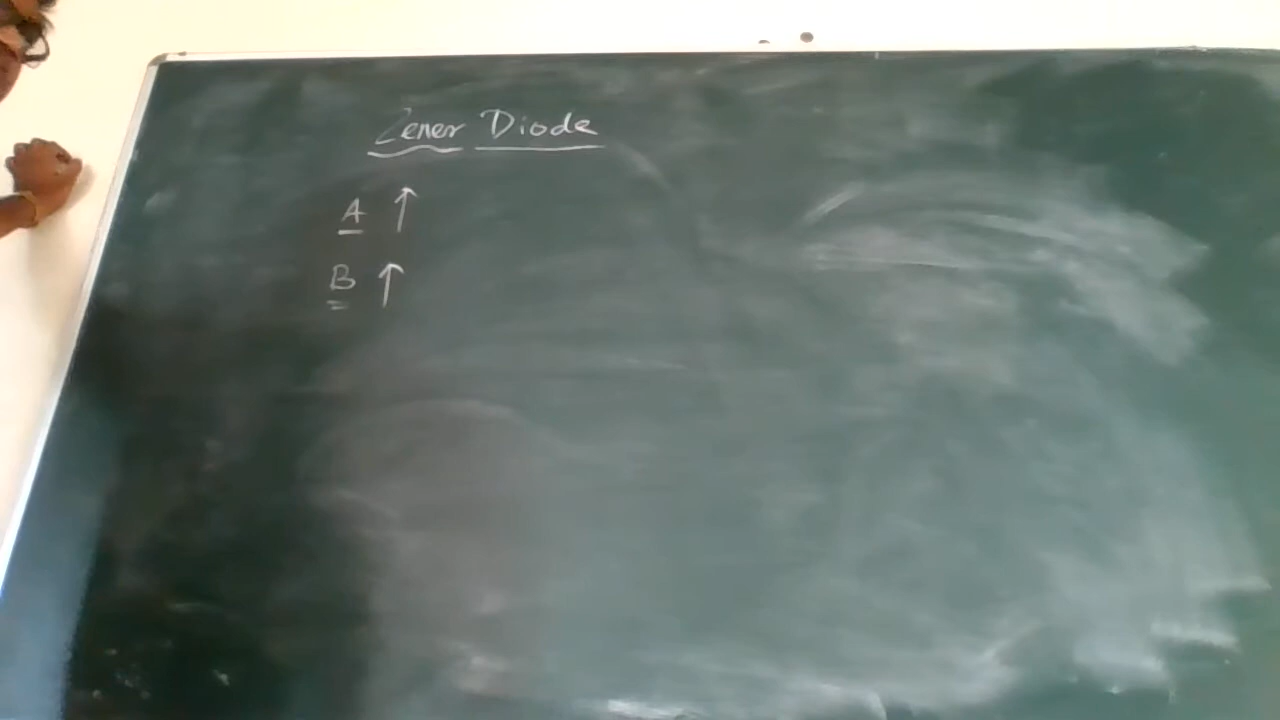 Zener Diode
A ↑
B ↑